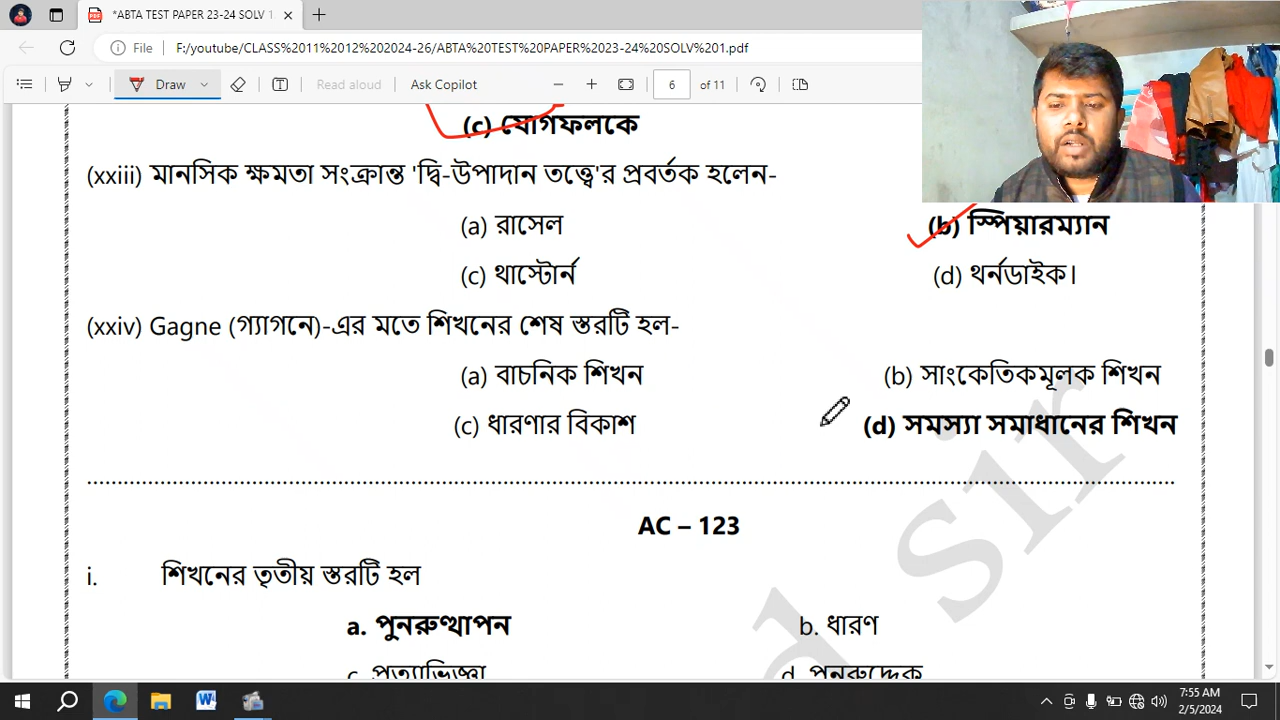 *ABTA TEST PAPER 23-24 SOLV 1.
File F:/youtube/CLASS%2011%2012%202024-26/ABTA%20TEST%20PAPER%2023-24%20SOLV%201.pdf
Draw Read aloud Ask Copilot 6 of 11
(c) যোগফলকে
(xxiii) মানসিক ক্ষমতা সংক্রান্ত 'দ্বি-উপাদান তত্ত্বে'র প্রবর্তক হলেন-
(a) রাসেল (b) স্পিয়ারম্যান
(c) থাস্টোর্ন (d) থর্নডাইক।
(xxiv) Gagne (গ্যাগনে)-এর মতে শিখনের শেষ স্তরটি হল-
(a) বাচনিক শিখন (b) সাংকেতিকমূলক শিখন
(c) ধারণার বিকাশ (d) সমস্যা সমাধানের শিখন
AC – 123
i. শিখনের তৃতীয় স্তরটি হল
a. পুনরুত্থাপন b. ধারণ
c. প্রত্যাভিজ্ঞা d. পুনরুদ্রেক
d sir
7:55 AM
2/5/2024